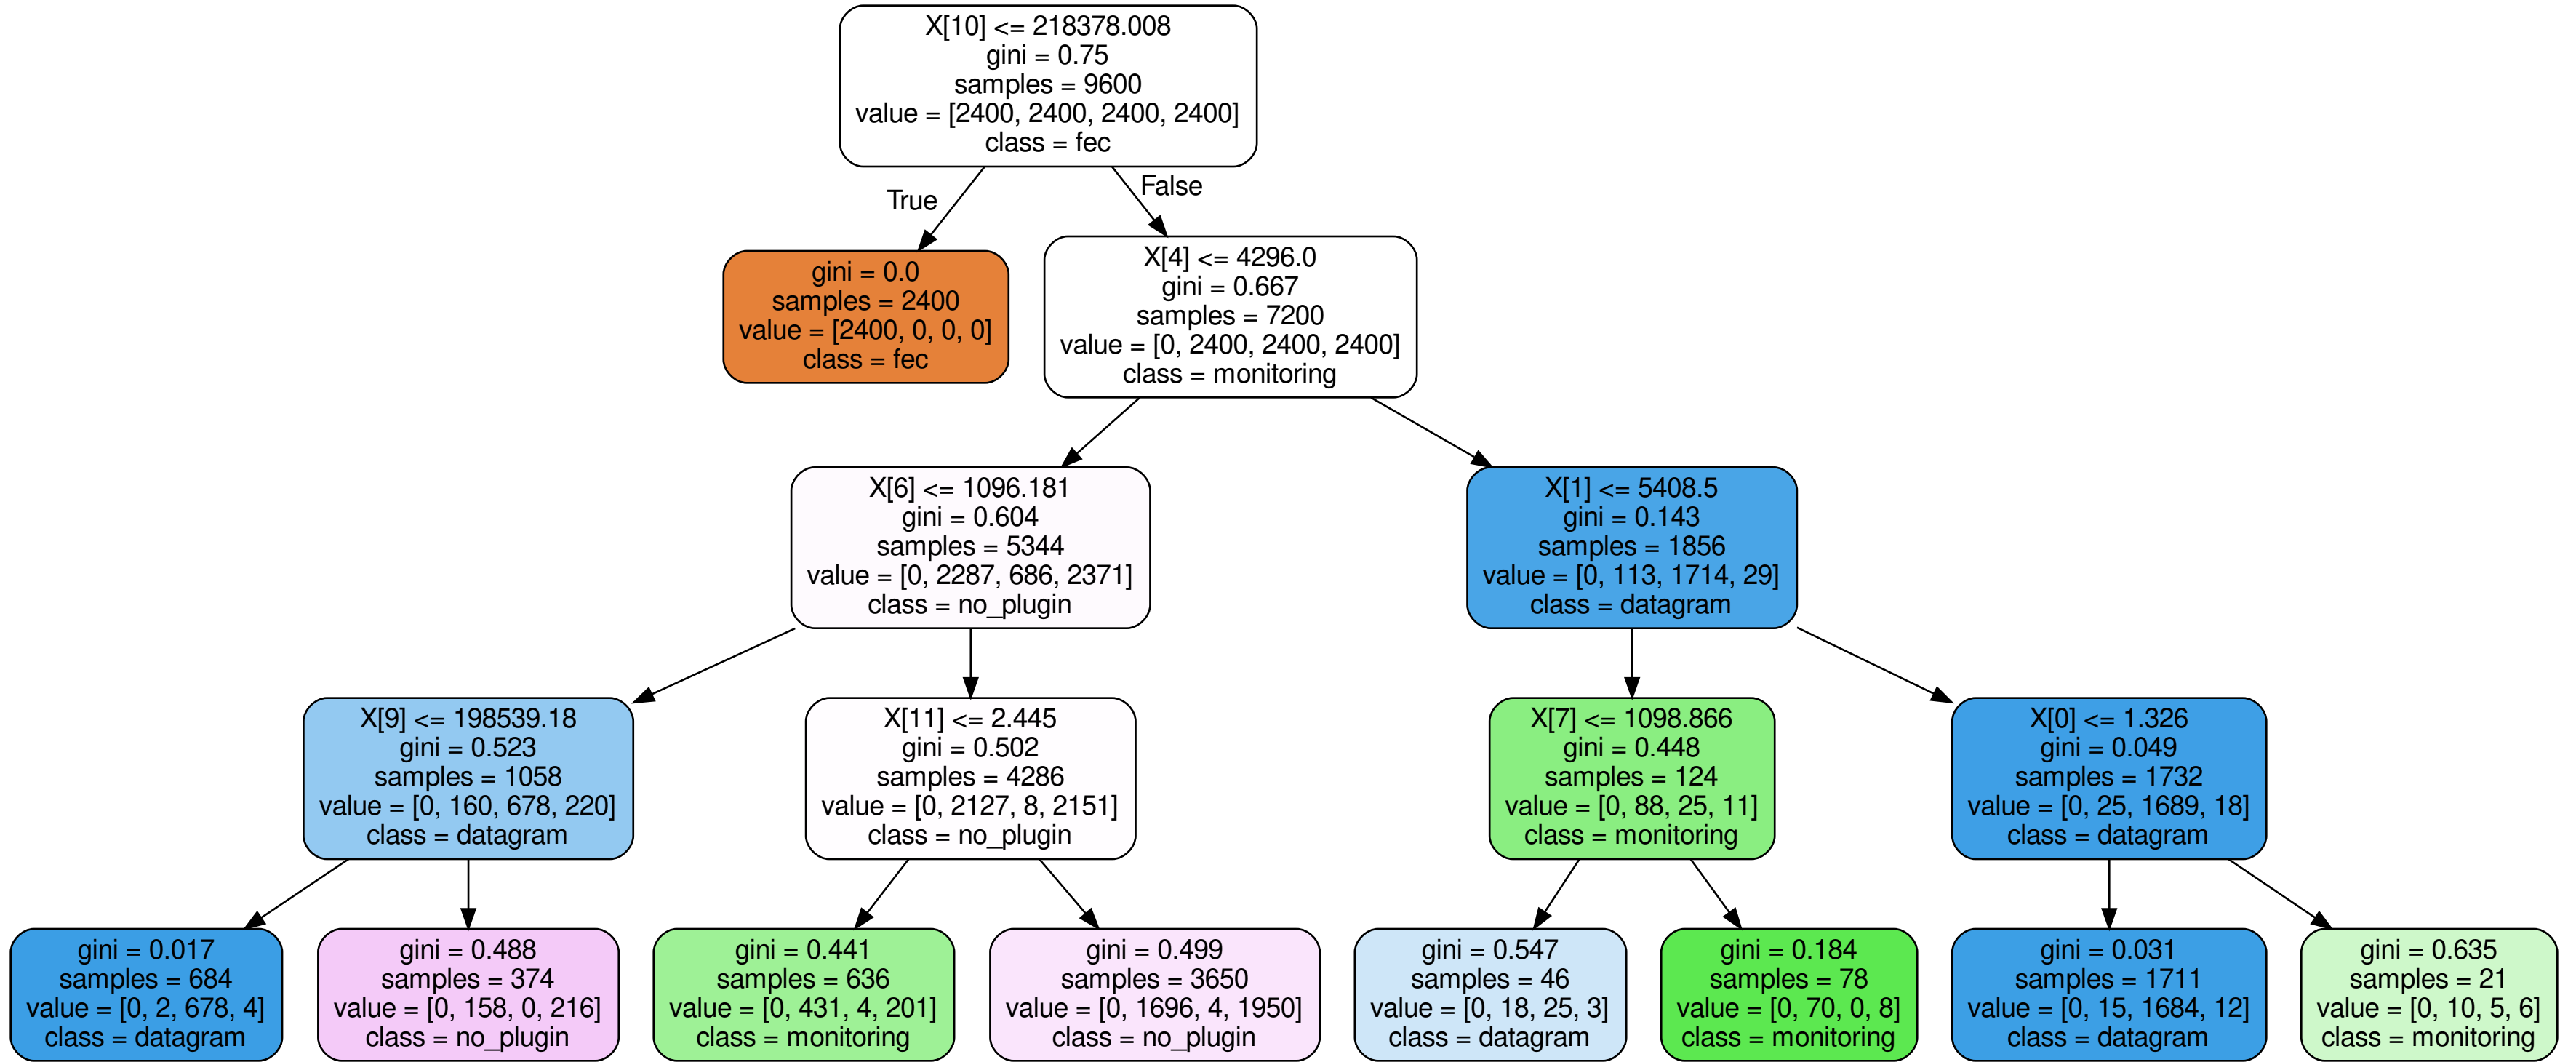 X[10] <= 218378.008
gini = 0.75
samples = 9600
value = [2400, 2400, 2400, 2400]
class = fec
True
False
gini = 0.0
samples = 2400
value = [2400, 0, 0, 0]
class = fec
X[4] <= 4296.0
gini = 0.667
samples = 7200
value = [0, 2400, 2400, 2400]
class = monitoring
X[6] <= 1096.181
gini = 0.604
samples = 5344
value = [0, 2287, 686, 2371]
class = no_plugin
X[1] <= 5408.5
gini = 0.143
samples = 1856
value = [0, 113, 1714, 29]
class = datagram
X[9] <= 198539.18
gini = 0.523
samples = 1058
value = [0, 160, 678, 220]
class = datagram
X[11] <= 2.445
gini = 0.502
samples = 4286
value = [0, 2127, 8, 2151]
class = no_plugin
X[7] <= 1098.866
gini = 0.448
samples = 124
value = [0, 88, 25, 11]
class = monitoring
X[0] <= 1.326
gini = 0.049
samples = 1732
value = [0, 25, 1689, 18]
class = datagram
gini = 0.017
samples = 684
value = [0, 2, 678, 4]
class = datagram
gini = 0.488
samples = 374
value = [0, 158, 0, 216]
class = no_plugin
gini = 0.441
samples = 636
value = [0, 431, 4, 201]
class = monitoring
gini = 0.499
samples = 3650
value = [0, 1696, 4, 1950]
class = no_plugin
gini = 0.547
samples = 46
value = [0, 18, 25, 3]
class = datagram
gini = 0.184
samples = 78
value = [0, 70, 0, 8]
class = monitoring
gini = 0.031
samples = 1711
value = [0, 15, 1684, 12]
class = datagram
gini = 0.635
samples = 21
value = [0, 10, 5, 6]
class = monitoring